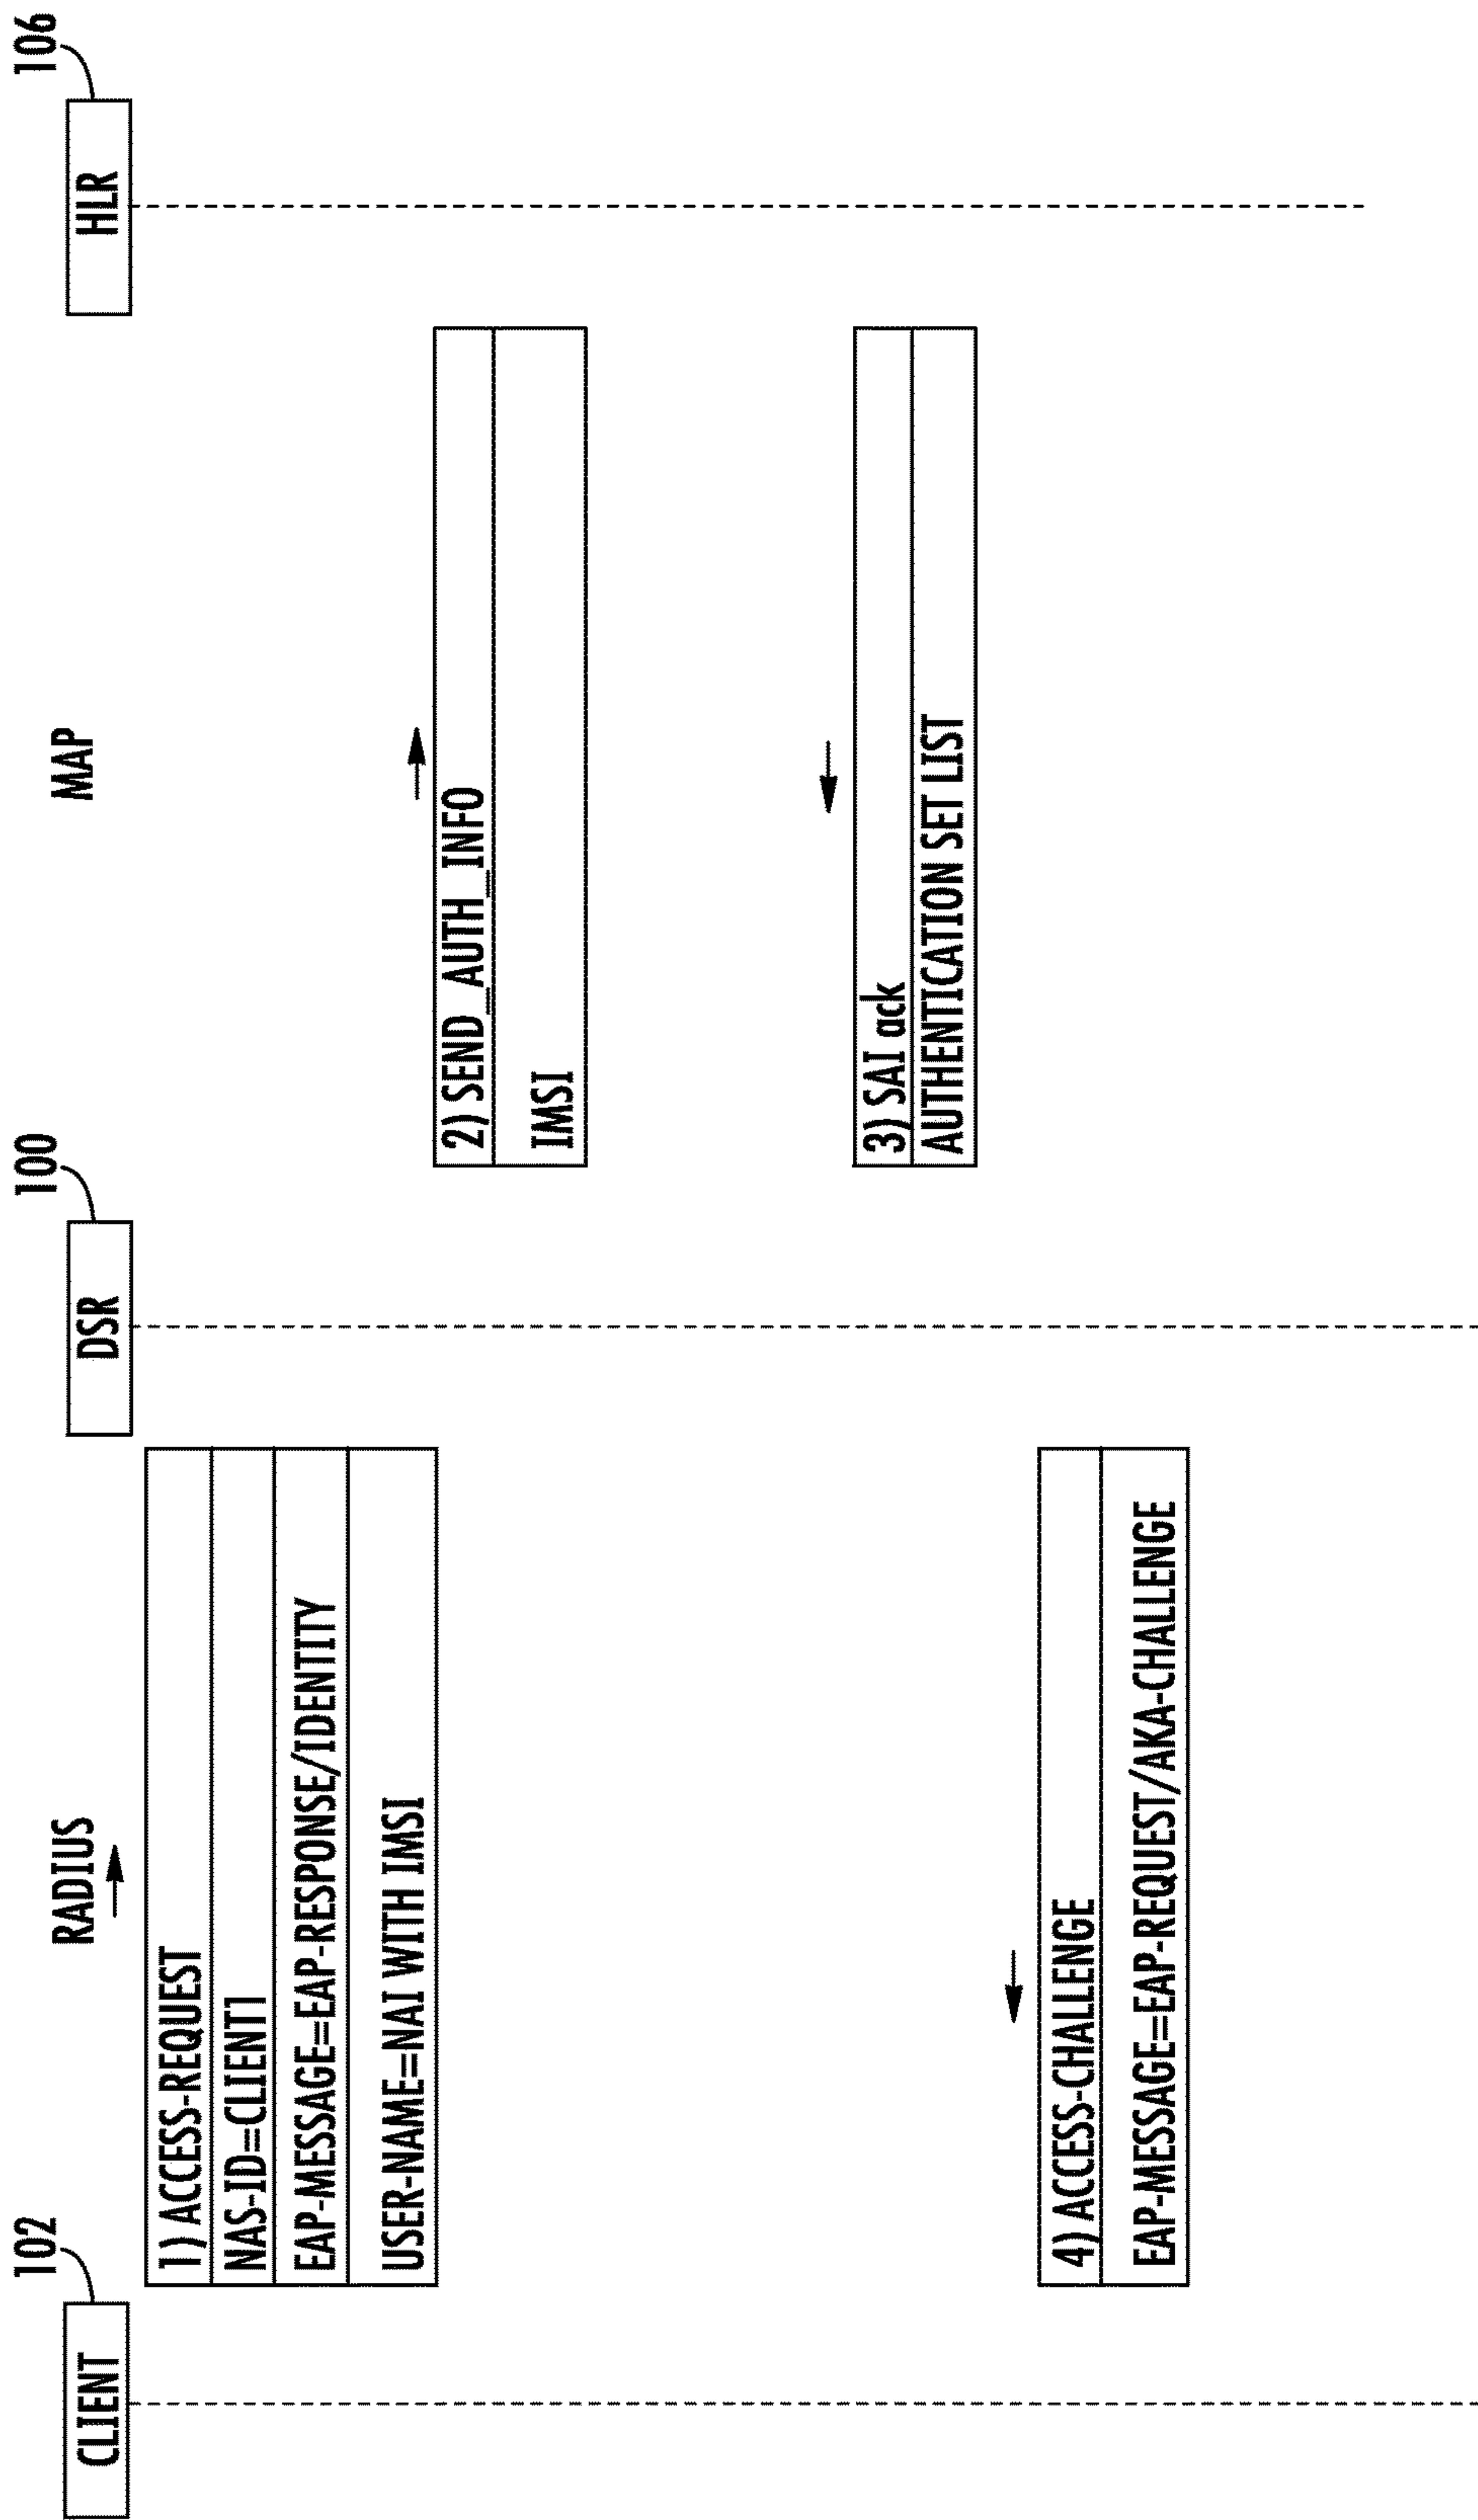 102
100
106
CLIENT
RADIUS
DSR
MAP
HLR
1) ACCESS-REQUEST
NAS-ID=CLIENT1
EAP-MESSAGE=EAP-RESPONSE/IDENTITY
USER-NAME=NAI WITH IMSI
2) SEND_AUTH_INFO
IMSI
3) SAI ack
AUTHENTICATION SET LIST
4) ACCESS-CHALLENGE
EAP-MESSAGE=EAP-REQUEST/AKA-CHALLENGE